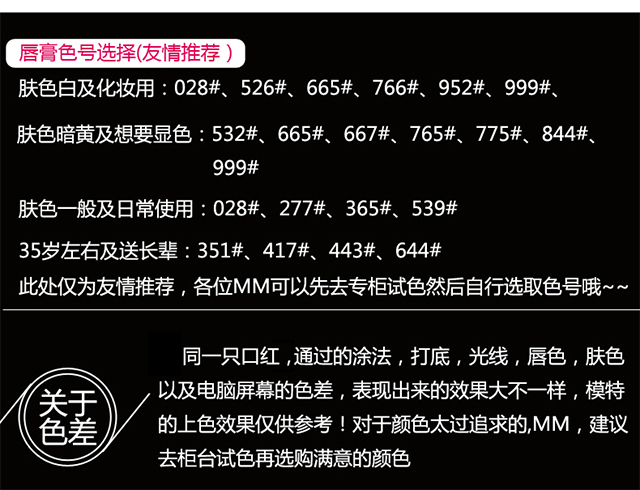 唇膏色号选择(友情推荐)
肤色白及化妆用:028#、526#、665#、766#、952#、999#、
肤色暗黄及想要显色:532#、665#、667#、765#、775#、844#、
999#
肤色一般及日常使用:028#、277#、365#、539#
35岁左右及送长辈:351#、417#、443#、644#
此处仅为友情推荐，各位MM可以先去专柜试色然后自行选取色号哦~~
关于
色差
同一只口红,通过的涂法，打底，光线，唇色，肤色
以及电脑屏幕的色差，表现出来的效果大不一样，模特
的上色效果仅供参考！对于颜色太过追求的,MM，建议
去柜台试色再选购满意的颜色